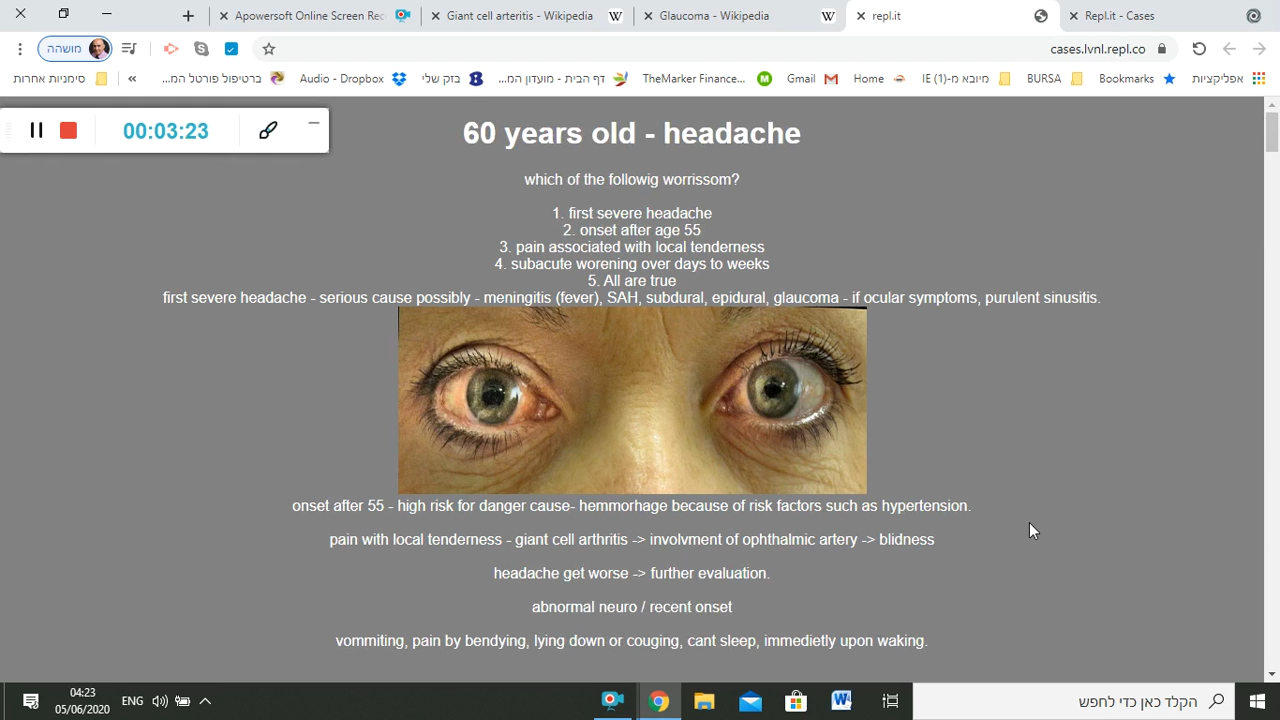 Apowersoft Online Screen Rec
Giant cell arteritis - Wikipedia
W
Glaucoma - Wikipedia
W
repl.it
Repl.it - Cases
מושהה
cases.lvnl.repl.co
סימניות אחרות
»
ברטיפול פורטל המ...
Audio - Dropbox
בזק שלי
דף הבית - מועדון המ...
TheMarker Finance...
Gmail
Home
מיובא מ-IE (1)
BURSA
Bookmarks
אפליקציות
00:03:23
60 years old - headache
which of the followig worrissom?
1. first severe headache
2. onset after age 55
3. pain associated with local tenderness
4. subacute worening over days to weeks
5. All are true
first severe headache - serious cause possibly - meningitis (fever), SAH, subdural, epidural, glaucoma - if ocular symptoms, purulent sinusitis.
onset after 55 - high risk for danger cause- hemmorhage because of risk factors such as hypertension.
pain with local tenderness - giant cell arthritis -> involvment of ophthalmic artery -> blidness
headache get worse -> further evaluation.
abnormal neuro / recent onset
vommiting, pain by bendying, lying down or couging, cant sleep, immedietly upon waking.
04:23
05/06/2020
ENG
הקלד כאן כדי לחפש